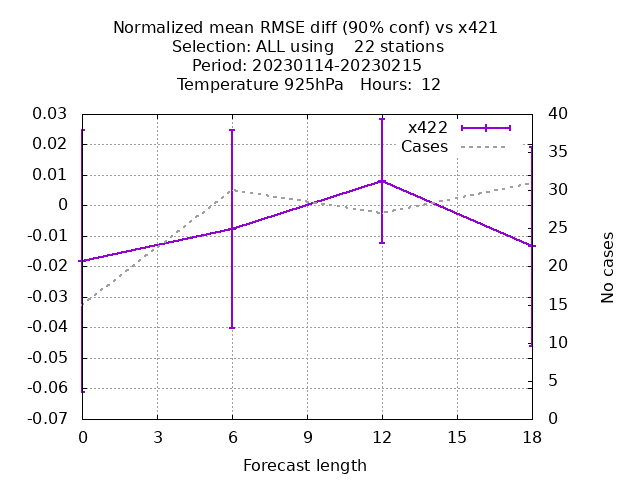 Normalized mean RMSE diff (90% conf) vs x421
Selection: ALL using    22 stations
Period: 20230114-20230215
Temperature 925hPa   Hours:  12
x422
Cases
0.03
0.02
0.01
0
-0.01
-0.02
-0.03
-0.04
-0.05
-0.06
-0.07
40
35
30
25
20
15
10
5
0
No cases
0 3 6 9 12 15 18
Forecast length